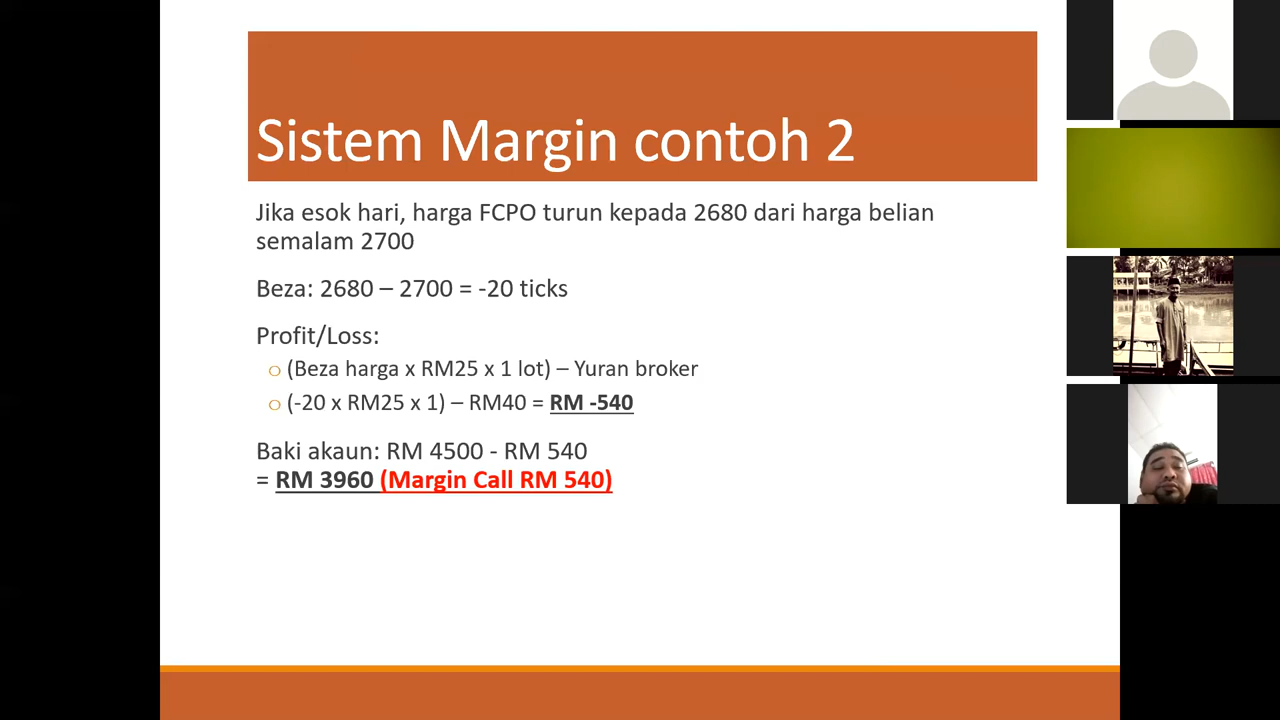 Sistem Margin contoh 2
Jika esok hari, harga FCPO turun kepada 2680 dari harga belian
semalam 2700
Beza: 2680 – 2700 = -20 ticks
Profit/Loss:
(Beza harga x RM25 x 1 lot) – Yuran broker
(-20 x RM25 x 1) – RM40 = RM -540
Baki akaun: RM 4500 - RM 540
= RM 3960 (Margin Call RM 540)